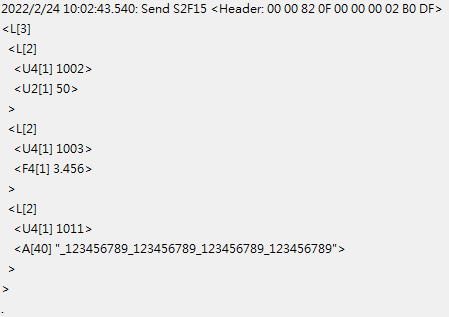 2022/2/24 10:02:43.540: Send S2F15 <Header: 00 00 82 0F 00 00 00 02 B0 DF>
<L[3]
<L[2]
<U4[1] 1002>
<U2[1] 50>
>
<L[2]
<U4[1] 1003>
<F4[1] 3.456>
>
<L[2]
<U4[1] 1011>
<A[40] "_123456789_123456789_123456789_123456789">
>
>
.